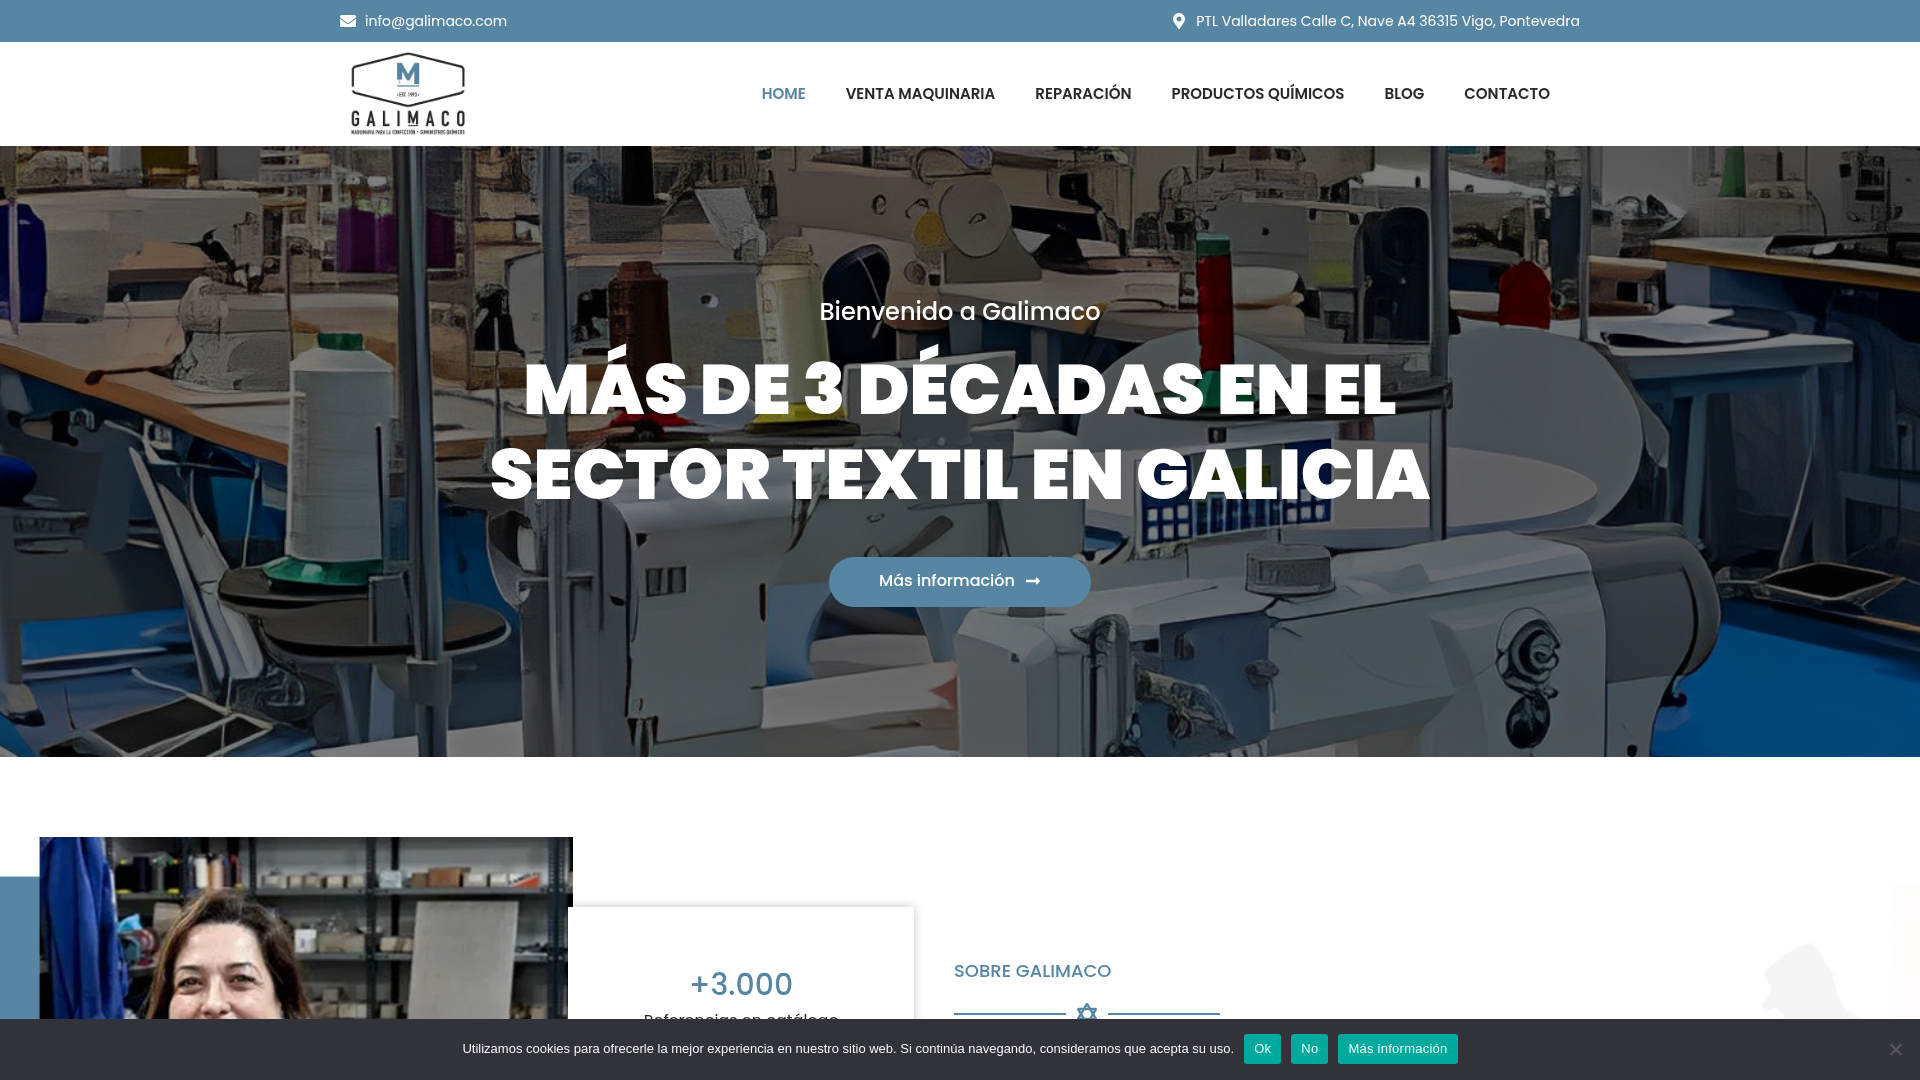 info@galimaco.com
PTL Valladares Calle C, Nave A4 36315 Vigo, Pontevedra
M
•EST. 1993•
GALIMACO
MAQUINARIA PARA LA CONFECCIÓN - SUMINISTROS QUÍMICOS
HOME
VENTA MAQUINARIA
REPARACIÓN
PRODUCTOS QUÍMICOS
BLOG
CONTACTO
Bienvenido a Galimaco
MÁS DE 3 DÉCADAS EN EL
SECTOR TEXTIL EN GALICIA
Más información
+3.000
Referencias en catálogo
SOBRE GALIMACO
Utilizamos cookies para ofrecerle la mejor experiencia en nuestro sitio web. Si continúa navegando, consideramos que acepta su uso.
Ok
No
Más información